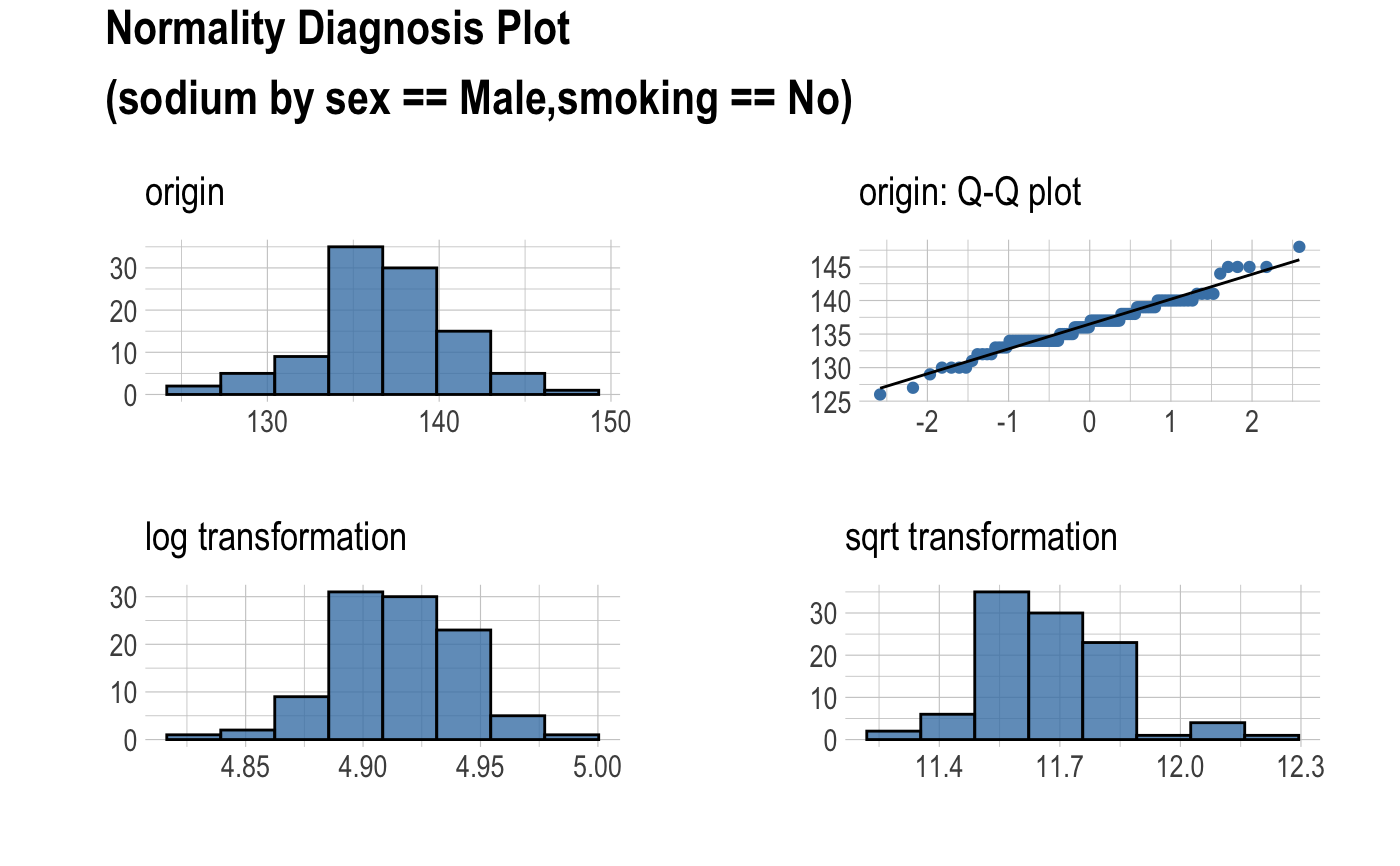 Normality Diagnosis Plot
(sodium by sex == Male,smoking == No)
origin
30
20
10
0
130 140 150
origin: Q-Q plot
145
140
135
130
125
-2 -1 0 1 2
log transformation
30
20
10
0
4.85 4.90 4.95 5.00
sqrt transformation
30
20
10
0
11.4 11.7 12.0 12.3